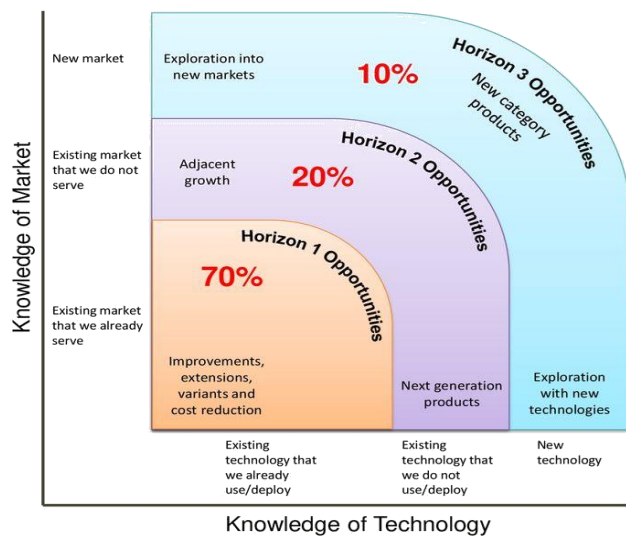 New market
Exploration into
new markets
10%
Horizon 3 Opportunities
New category
products
Existing market
that we do not
serve
Adjacent
growth
20%
Horizon 2 Opportunities
Knowledge of Market
Existing market
that we already
serve
70%
Horizon 1 Opportunities
Improvements,
extensions,
variants and
cost reduction
Next generation
products
Exploration
with new
technologies
Existing
technology that
we already
use/deploy
Existing
technology that
we do not
use/deploy
New
technology
Knowledge of Technology